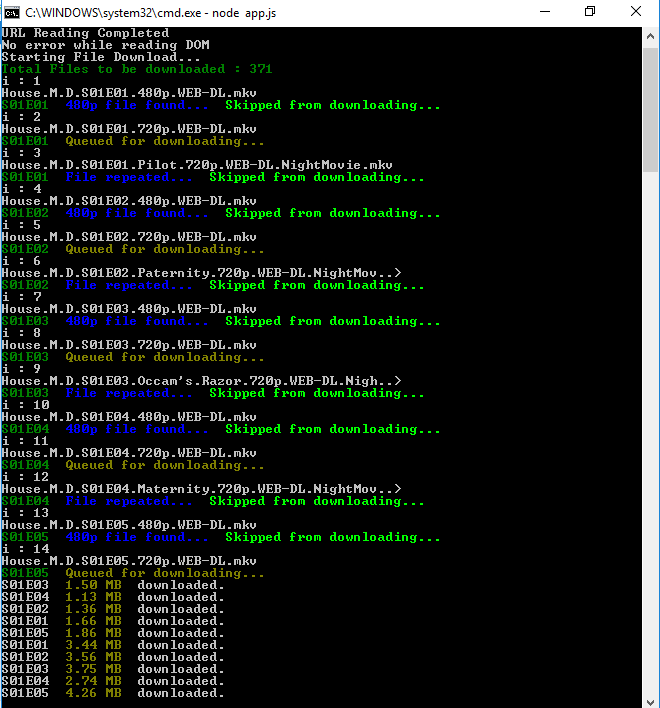 C:\WINDOWS\system32\cmd.exe - node app.js
URL Reading Completed
No error while reading DOM
Starting File Download...
Total Files to be downloaded : 371
i : 1
House.M.D.S01E01.480p.WEB-DL.mkv
S01E01  480p file found...  Skipped from downloading...
i : 2
House.M.D.S01E01.720p.WEB-DL.mkv
S01E01  Queued for downloading...
i : 3
House.M.D.S01E01.Pilot.720p.WEB-DL.NightMovie.mkv
S01E01  File repeated...  Skipped from downloading...
i : 4
House.M.D.S01E02.480p.WEB-DL.mkv
S01E02  480p file found...  Skipped from downloading...
i : 5
House.M.D.S01E02.720p.WEB-DL.mkv
S01E02  Queued for downloading...
i : 6
House.M.D.S01E02.Paternity.720p.WEB-DL.NightMov..>
S01E02  File repeated...  Skipped from downloading...
i : 7
House.M.D.S01E03.480p.WEB-DL.mkv
S01E03  480p file found...  Skipped from downloading...
i : 8
House.M.D.S01E03.720p.WEB-DL.mkv
S01E03  Queued for downloading...
i : 9
House.M.D.S01E03.Occam's.Razor.720p.WEB-DL.Nigh..>
S01E03  File repeated...  Skipped from downloading...
i : 10
House.M.D.S01E04.480p.WEB-DL.mkv
S01E04  480p file found...  Skipped from downloading...
i : 11
House.M.D.S01E04.720p.WEB-DL.mkv
S01E04  Queued for downloading...
i : 12
House.M.D.S01E04.Maternity.720p.WEB-DL.NightMov..>
S01E04  File repeated...  Skipped from downloading...
i : 13
House.M.D.S01E05.480p.WEB-DL.mkv
S01E05  480p file found...  Skipped from downloading...
i : 14
House.M.D.S01E05.720p.WEB-DL.mkv
S01E05  Queued for downloading...
S01E03  1.50 MB  downloaded.
S01E04  1.13 MB  downloaded.
S01E02  1.36 MB  downloaded.
S01E01  1.66 MB  downloaded.
S01E05  1.86 MB  downloaded.
S01E01  3.44 MB  downloaded.
S01E02  3.56 MB  downloaded.
S01E03  3.75 MB  downloaded.
S01E04  2.74 MB  downloaded.
S01E05  4.26 MB  downloaded.